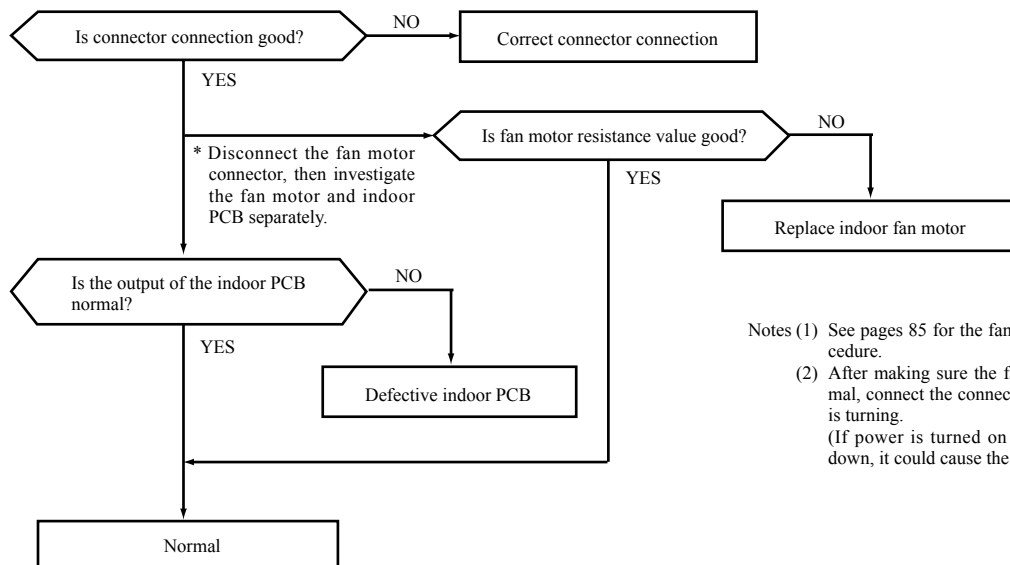 Is connector connection good?
NO
Correct connector connection
YES
Is fan motor resistance value good?
NO
* Disconnect the fan motor
connector, then investigate
the fan motor and indoor
PCB separately.
YES
Replace indoor fan motor
Is the output of the indoor PCB
normal?
NO
YES
Defective indoor PCB
Notes (1) See pages 85 for the fan
cedure.
(2) After making sure the f
mal, connect the connec
is turning.
(If power is turned on
down, it could cause the
Normal